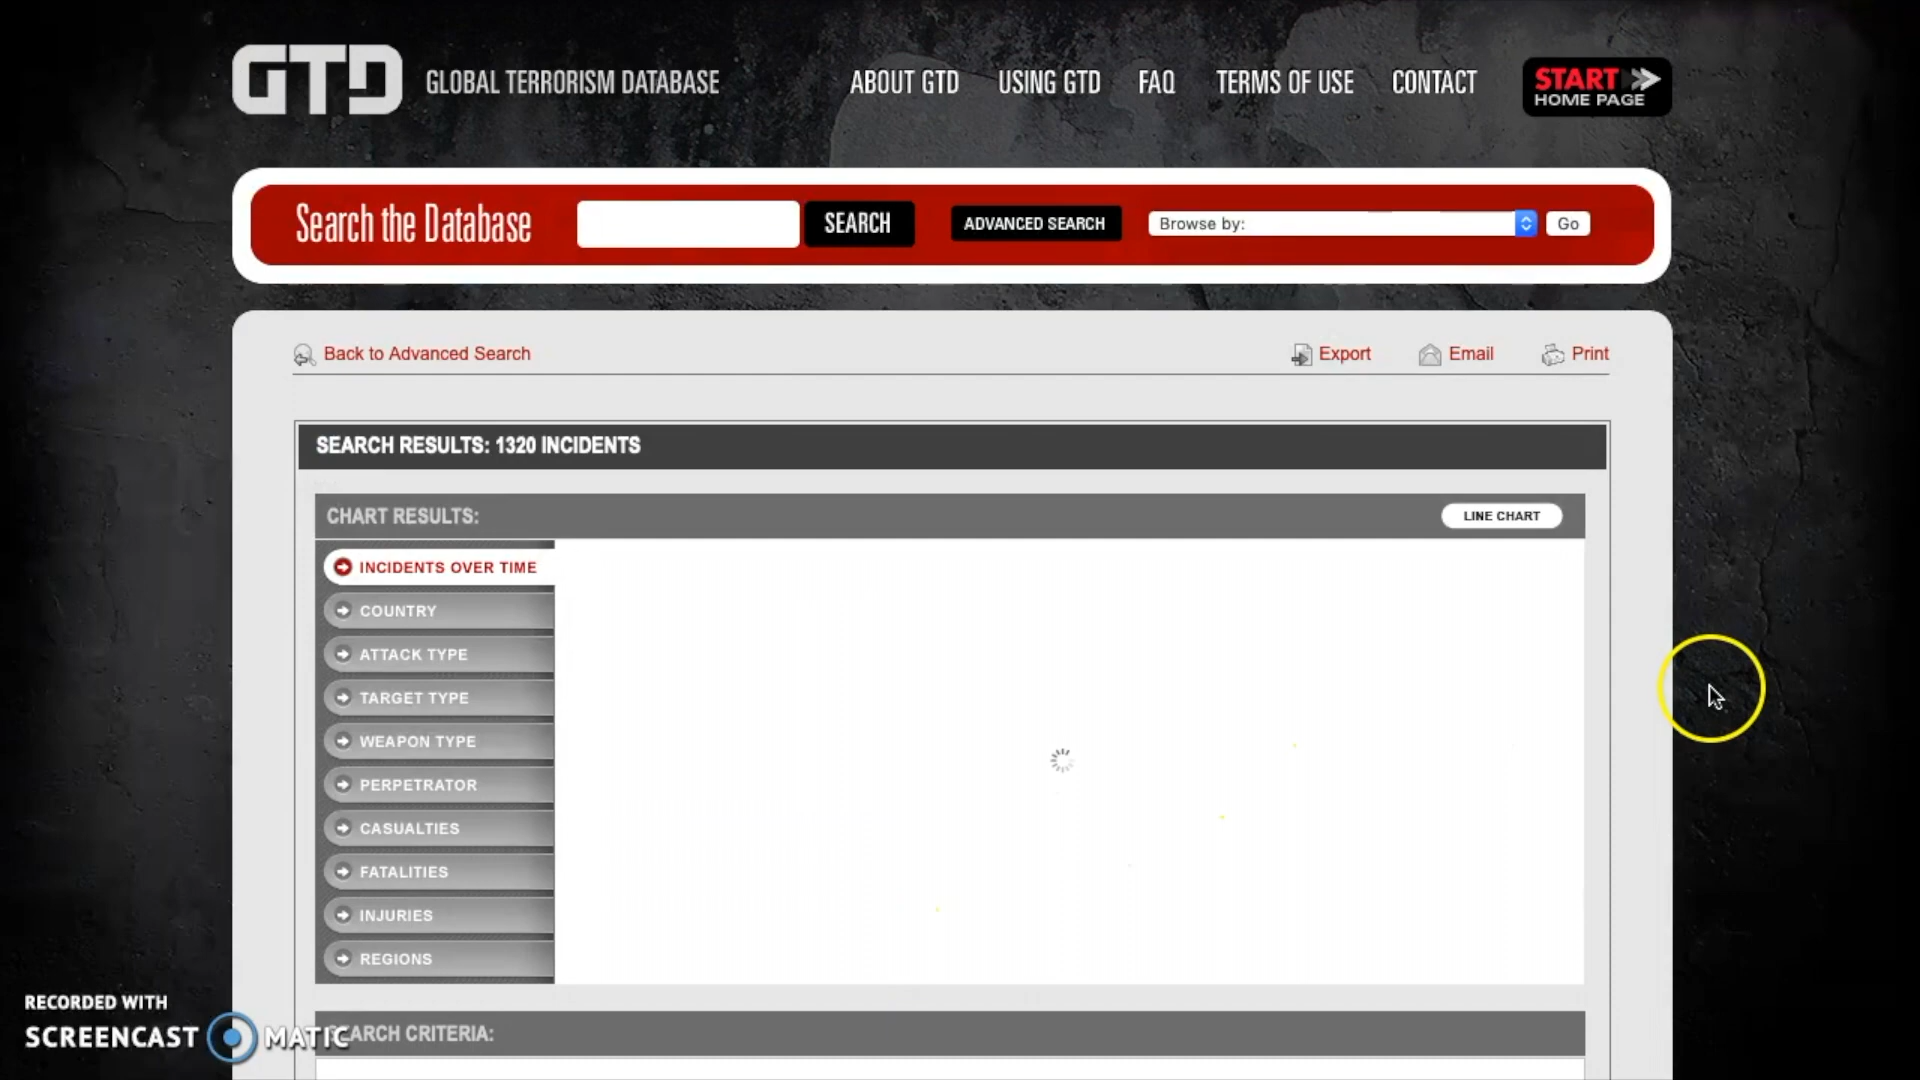 GTD GLOBAL TERRORISM DATABASE ABOUT GTD USING GTD FAQ TERMS OF USE CONTACT START HOME PAGE
Search the Database SEARCH ADVANCED SEARCH Browse by: Go
Back to Advanced Search Export Email Print
SEARCH RESULTS: 1320 INCIDENTS
CHART RESULTS: LINE CHART
INCIDENTS OVER TIME
COUNTRY
ATTACK TYPE
TARGET TYPE
WEAPON TYPE
PERPETRATOR
CASUALTIES
FATALITIES
INJURIES
REGIONS
RECORDED WITH
SCREENCAST MATIC
EARCH CRITERIA: